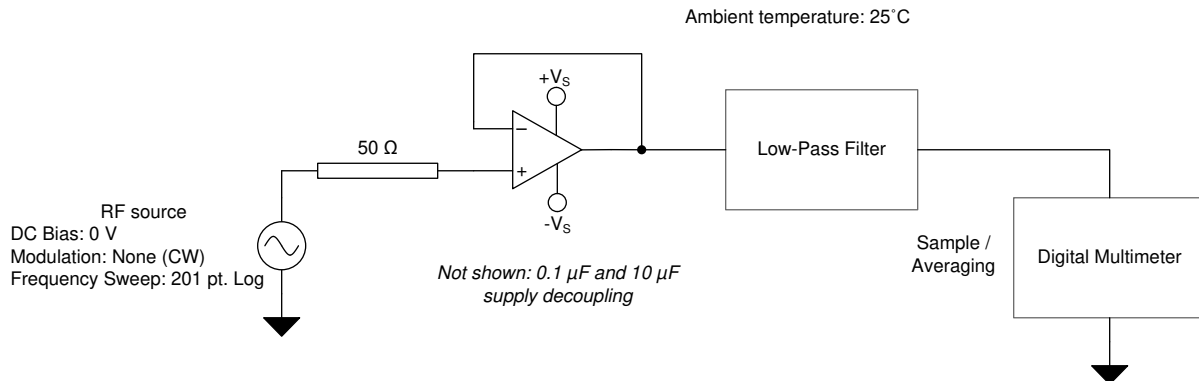 Ambient temperature: 25˚C
+VS
−
50 Ω
+
-VS
Low-Pass Filter
RF source
DC Bias: 0 V
Modulation: None (CW)
Frequency Sweep: 201 pt. Log
Not shown: 0.1 µF and 10 µF
supply decoupling
Sample /
Averaging
Digital Multimeter